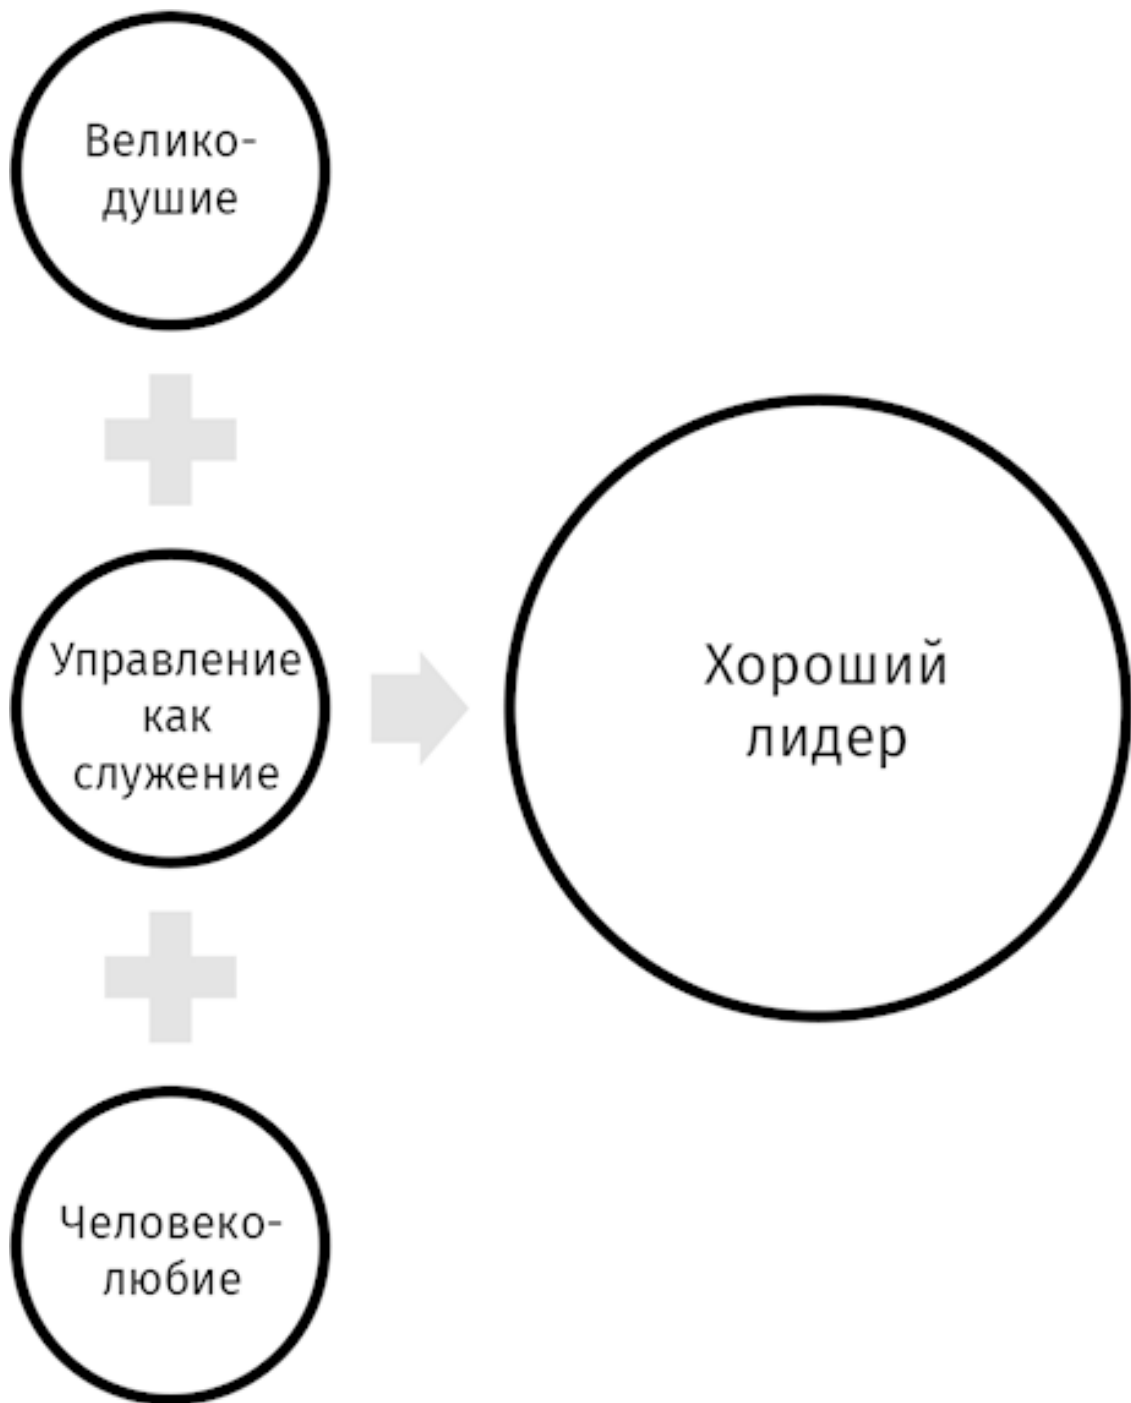 Велико-
душие
Управление
как
служение
Хороший
лидер
Человеко-
любие